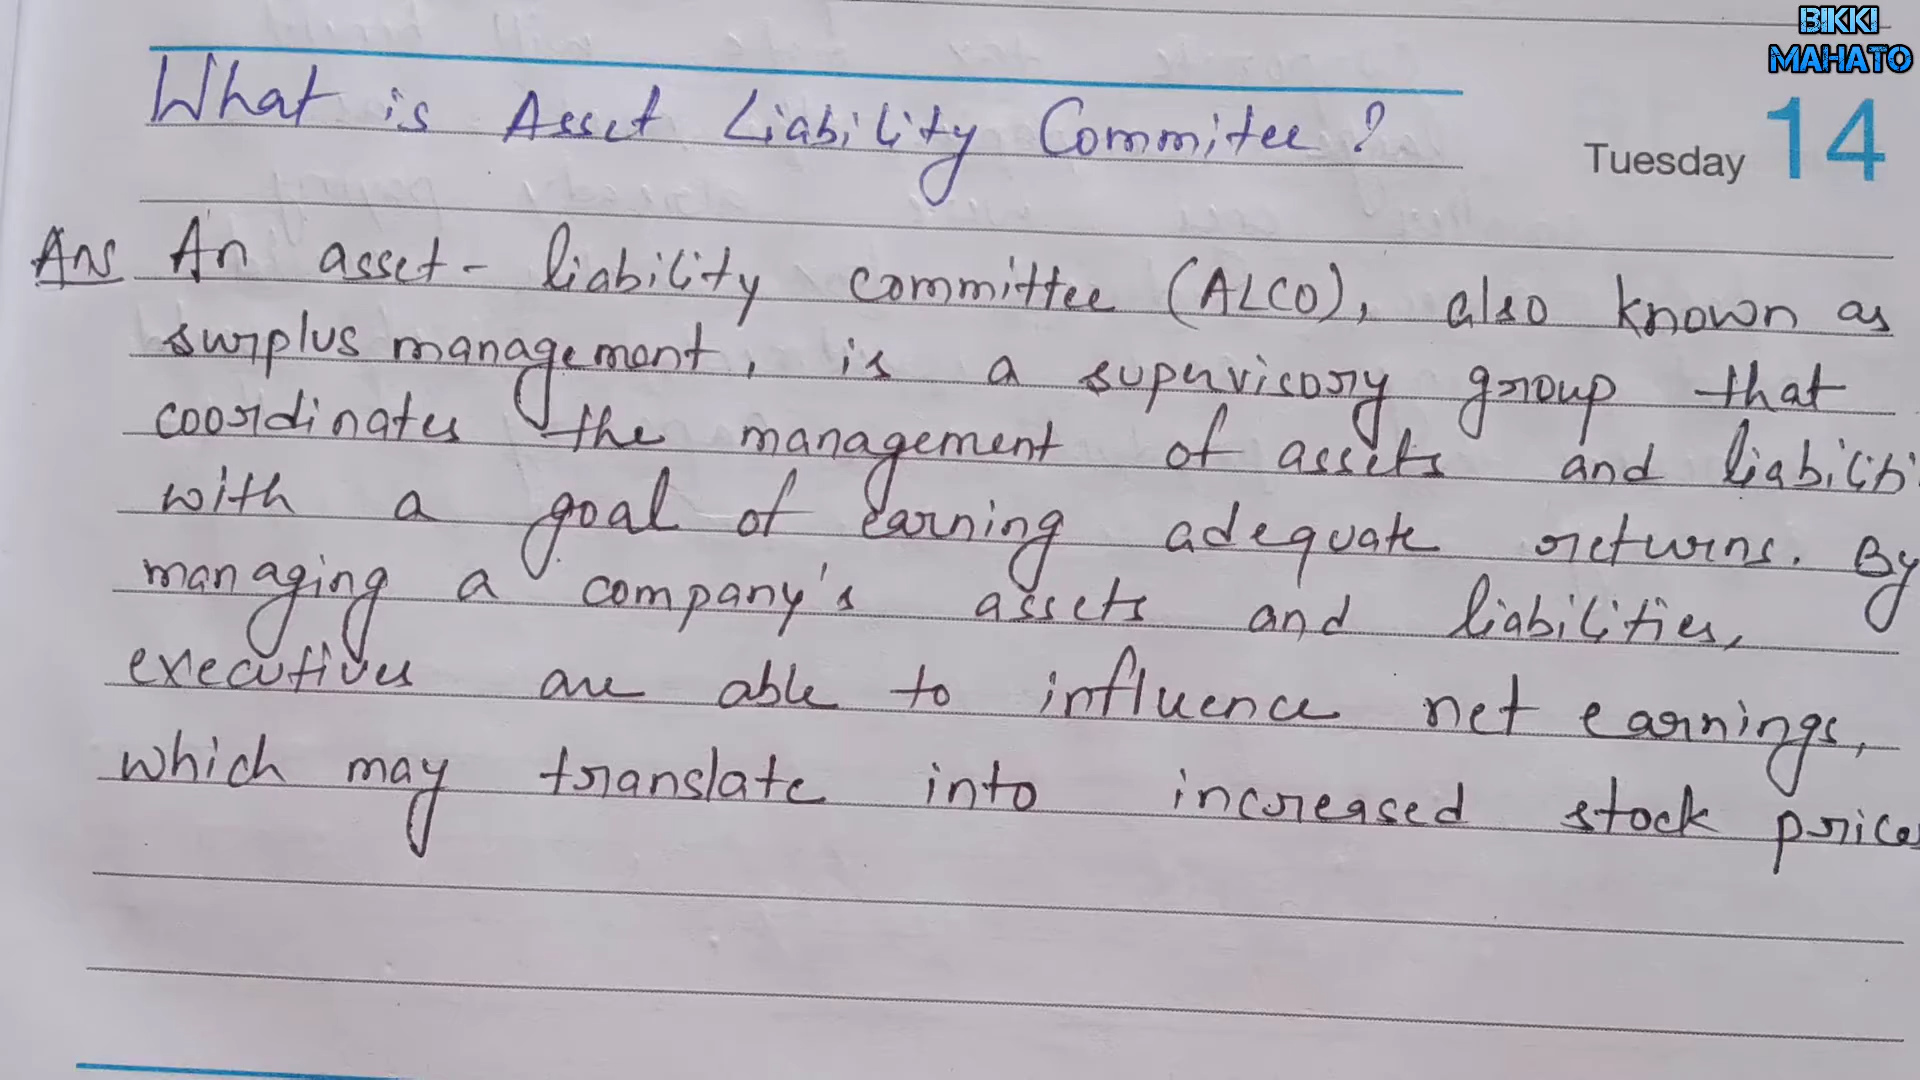 BIKKI
MAHATO
Tuesday 14
What is Asset Liability Commitee?
Ans An asset-liability committee (ALCO), also known as
surplus management, is a supervisory group that
coordinates the management of assets and liabiliti
with a goal of earning adequate returns. By
managing a company's assets and liabilities,
executives are able to influence net earnings,
which may translate into increased stock prices